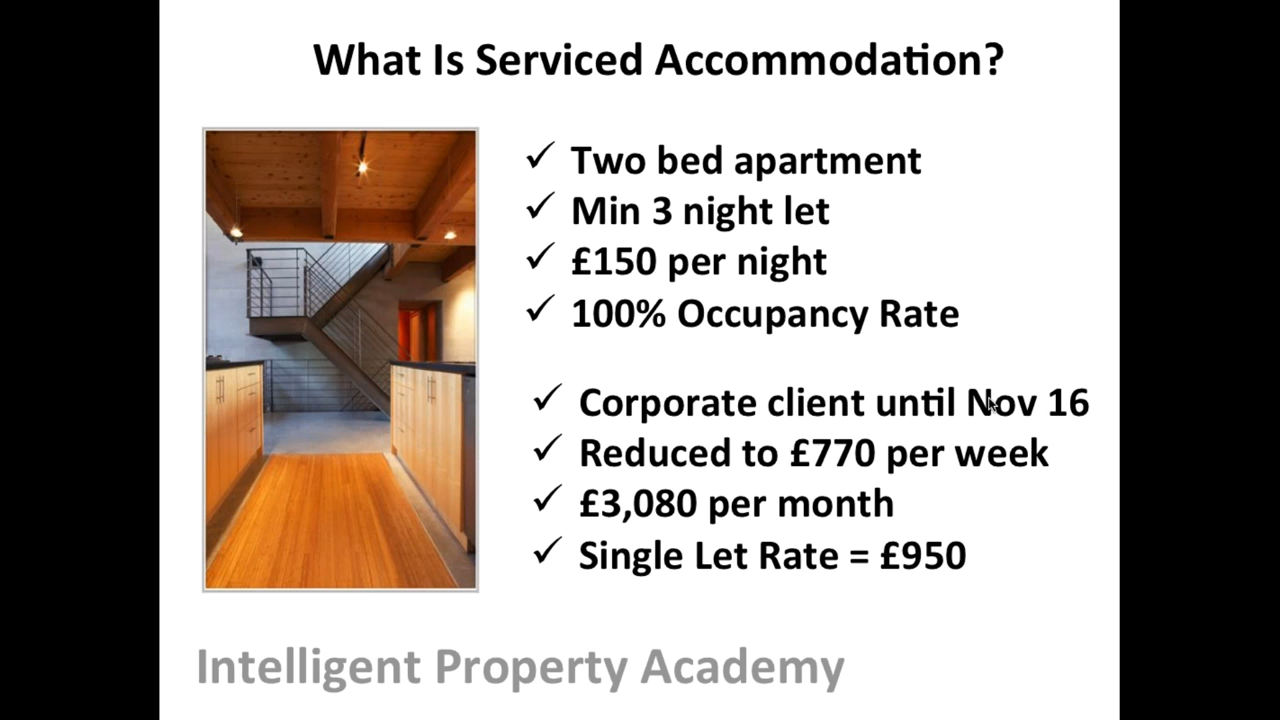 What Is Serviced Accommodation?
✓ Two bed apartment
✓ Min 3 night let
✓ £150 per night
✓ 100% Occupancy Rate
✓ Corporate client until Nov 16
✓ Reduced to £770 per week
✓ £3,080 per month
✓ Single Let Rate = £950
Intelligent Property Academy